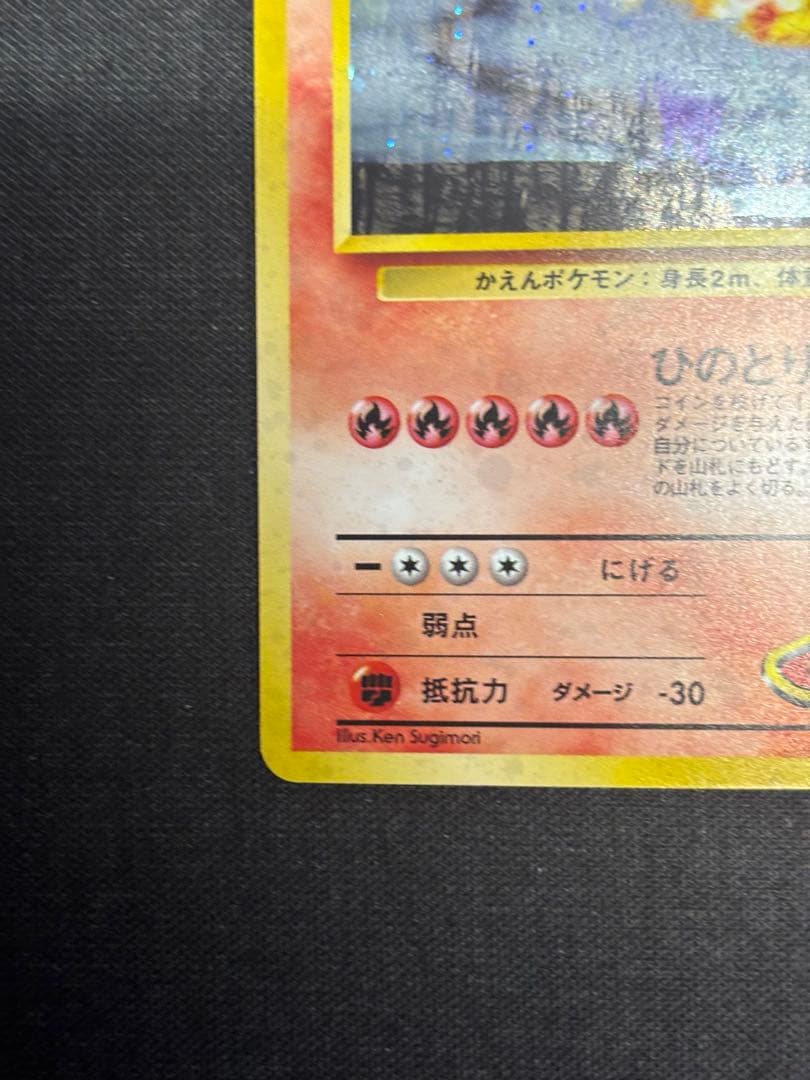 かえんポケモン：身長2m、体
ひのとり
コインを投げて
ダメージを与え
自分についている
ドを山札にもどす
の山札をよく切る。
にげる
弱点
抵抗力 ダメージ -30
Illus.Ken Sugimori